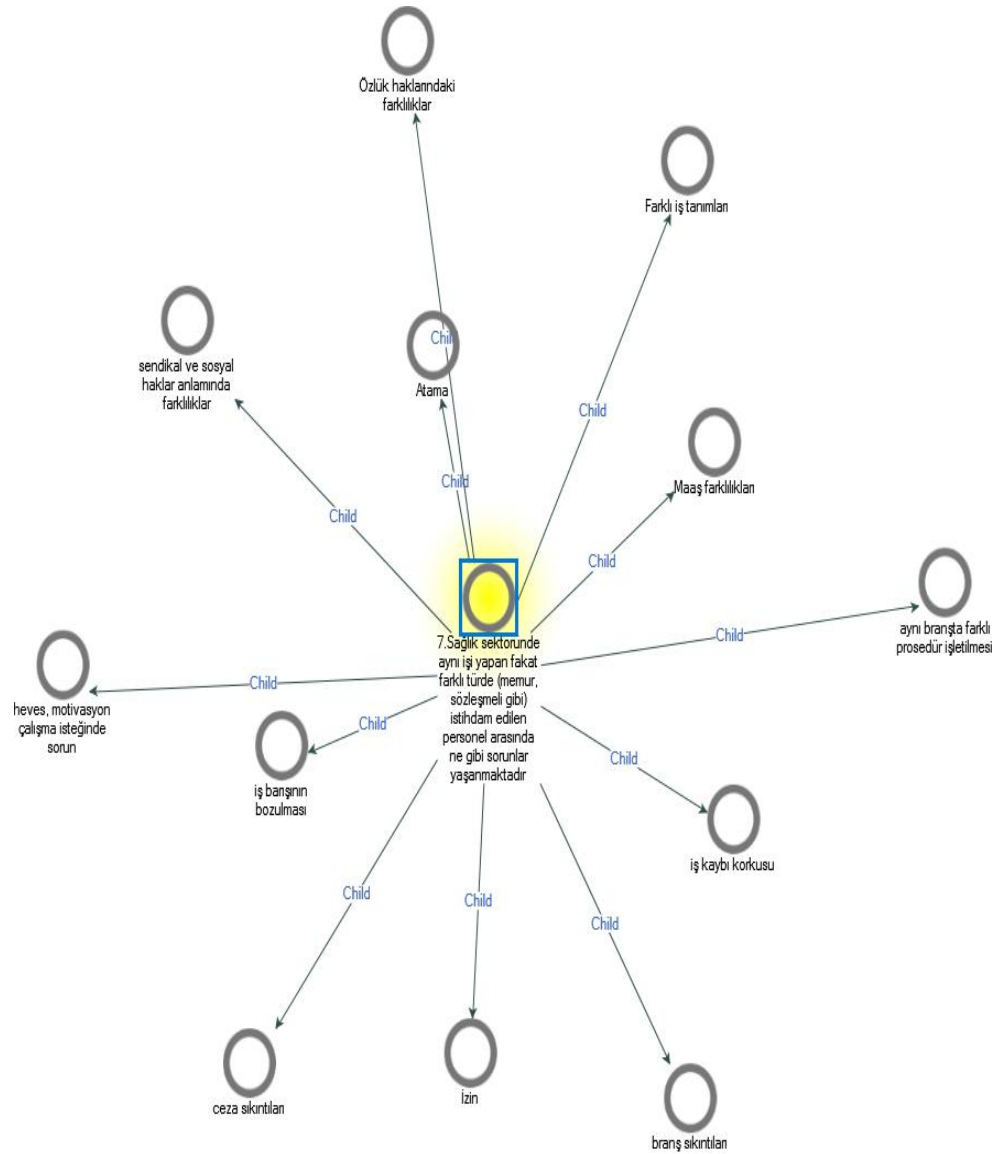 Özlük haklarındaki
farklılıklar
Farklı iş tanımları
Child
sendikal ve sosyal
haklar anlamında
farklılıklar
Atama
Child
Child
Maaş farklılıkları
Child
Child
Child
aynı branşta farklı
prosedür işletilmesi
Child
7.Sağlık sektöründe
aynı işi yapan fakat
farklı türde (memur,
sözleşmeli gibi)
istihdam edilen
personel arasında
ne gibi sorunlar
yaşanmaktadır
Child
heves, motivasyon
çalışma isteğinde
sorun
Child
iş barışının
bozulması
Child
iş kaybı korkusu
Child
Child
Child
ceza sıkıntıları
İzin
branş sıkıntıları